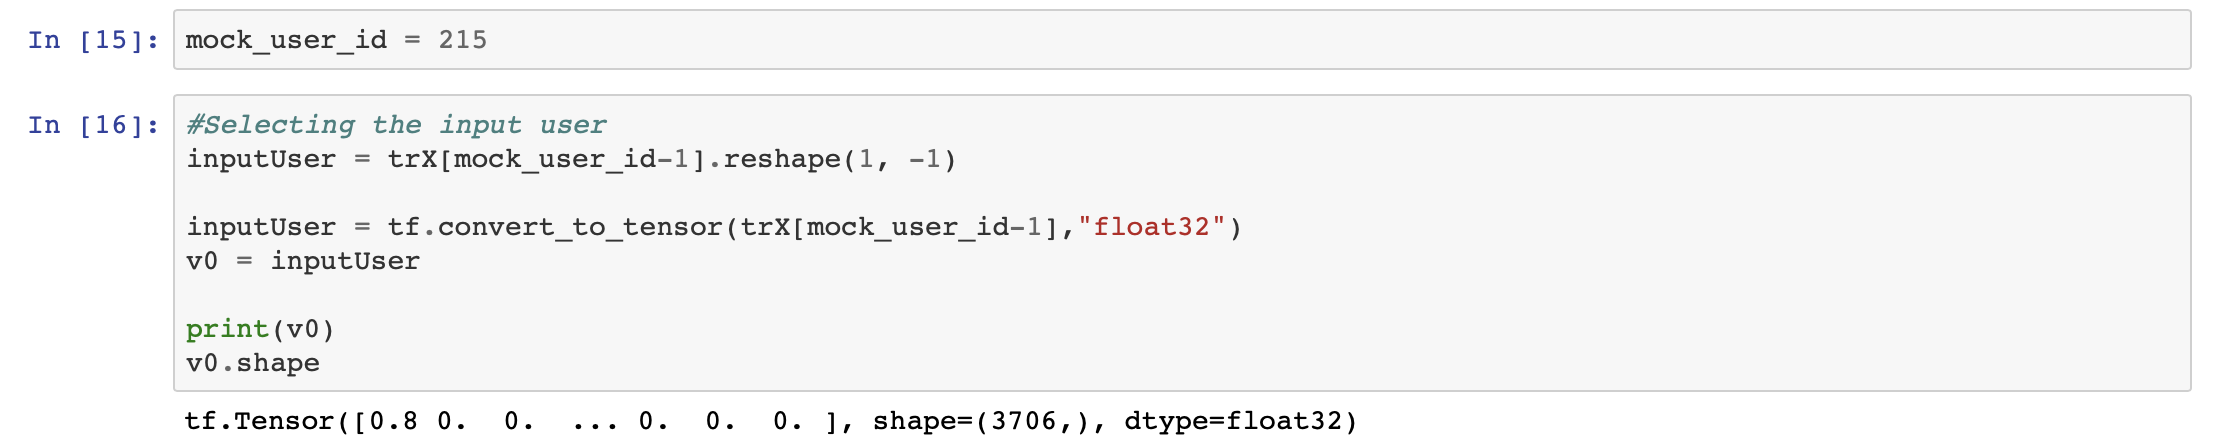 In [15]: mock_user_id = 215
In [16]: #Selecting the input user
inputUser = trX[mock_user_id-1].reshape(1, -1)
inputUser = tf.convert_to_tensor(trX[mock_user_id-1],"float32")
v0 = inputUser
print(v0)
v0.shape
tf.Tensor([0.8 0.  0.  ... 0.  0.  0. ], shape=(3706,), dtype=float32)